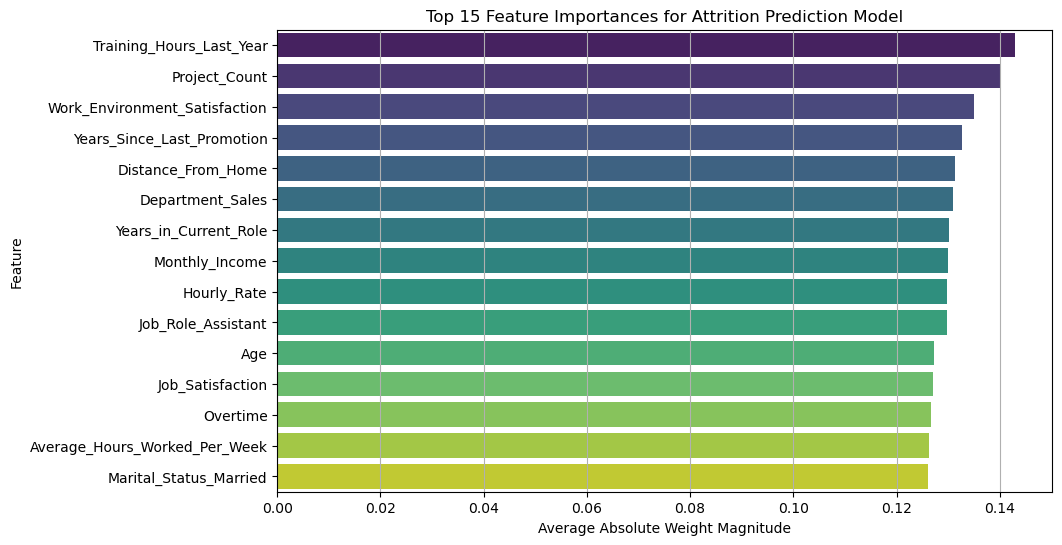 Top 15 Feature Importances for Attrition Prediction Model
Feature
Training_Hours_Last_Year
Project_Count
Work_Environment_Satisfaction
Years_Since_Last_Promotion
Distance_From_Home
Department_Sales
Years_in_Current_Role
Monthly_Income
Hourly_Rate
Job_Role_Assistant
Age
Job_Satisfaction
Overtime
Average_Hours_Worked_Per_Week
Marital_Status_Married
0.00 0.02 0.04 0.06 0.08 0.10 0.12 0.14
Average Absolute Weight Magnitude